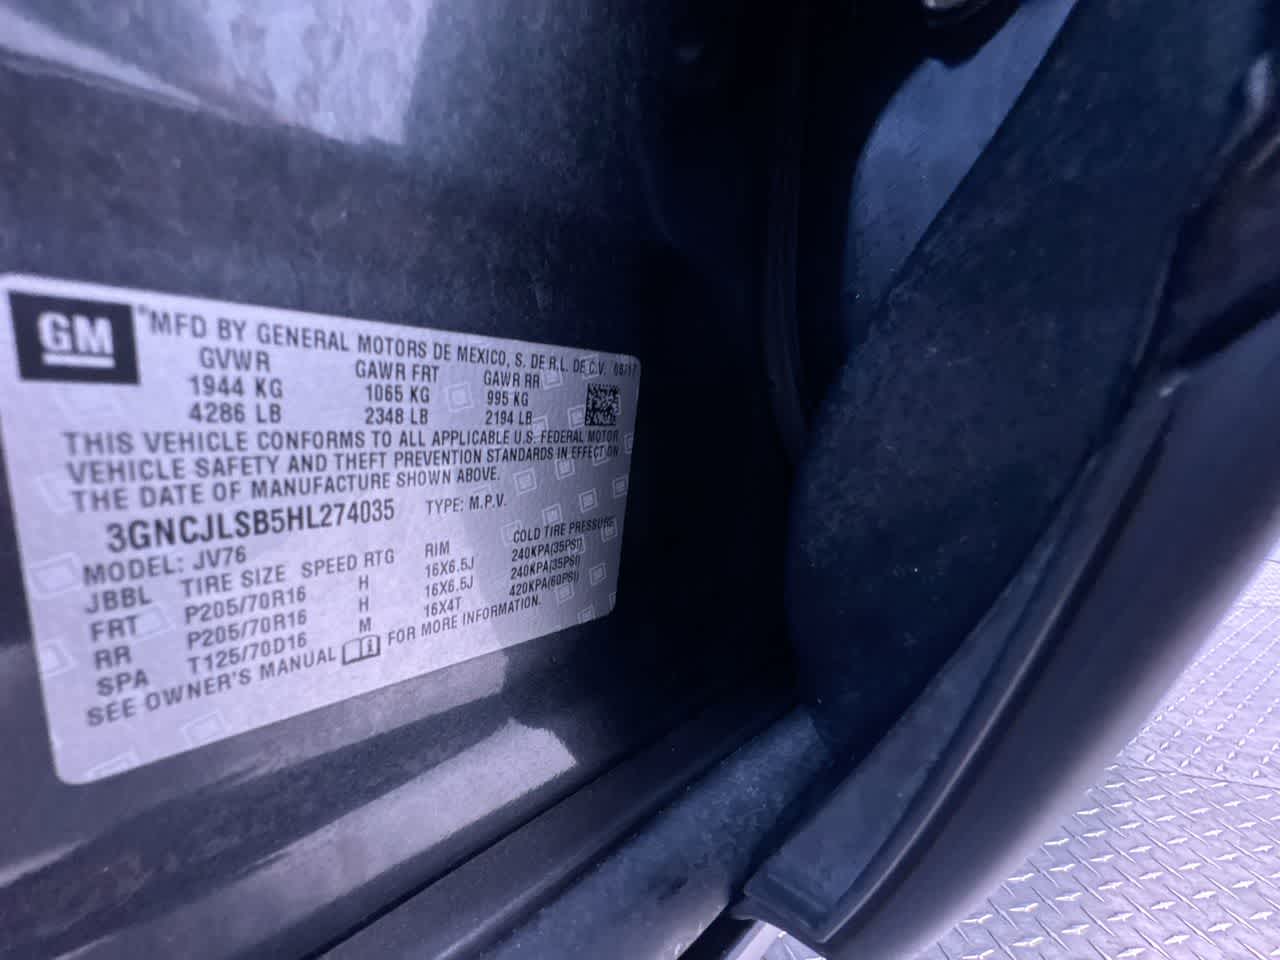 GM
®MFD BY GENERAL MOTORS DE MEXICO, S. DE R.L. DE C.V. 06/17
GVWR GAWR FRT GAWR RR
1944 KG 1065 KG 995 KG
4286 LB 2348 LB 2194 LB
THIS VEHICLE CONFORMS TO ALL APPLICABLE U.S. FEDERAL MOTOR
VEHICLE SAFETY AND THEFT PREVENTION STANDARDS IN EFFECT ON
THE DATE OF MANUFACTURE SHOWN ABOVE.
3GNCJLSB5HL274035 TYPE: M.P.V.
MODEL: JV76
JBBL TIRE SIZE SPEED RTG RIM COLD TIRE PRESSURE
FRT P205/70R16 H 16X6.5J 240KPA(35PSI)
RR P205/70R16 H 16X6.5J 240KPA(35PSI)
SPA T125/70D16 M 16X4T 420KPA(60PSI)
SEE OWNER'S MANUAL FOR MORE INFORMATION.